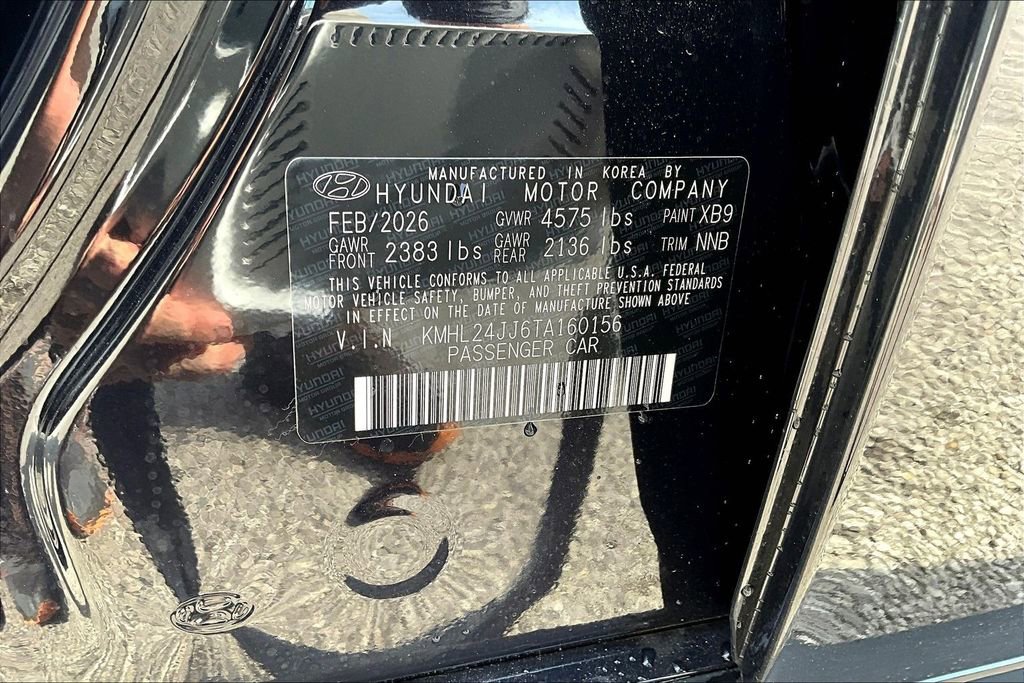 MANUFACTURED IN KOREA BY
HYUNDAI MOTOR COMPANY
FEB/2026 GVWR 4575 lbs PAINT XB9
GAWR FRONT 2383 lbs GAWR REAR 2136 lbs TRIM NNB
THIS VEHICLE CONFORMS TO ALL APPLICABLE U.S.A. FEDERAL
MOTOR VEHICLE SAFETY, BUMPER, AND THEFT PREVENTION STANDARDS
IN EFFECT ON THE DATE OF MANUFACTURE SHOWN ABOVE
V.I.N KMHL24JJ6TA160156
PASSENGER CAR